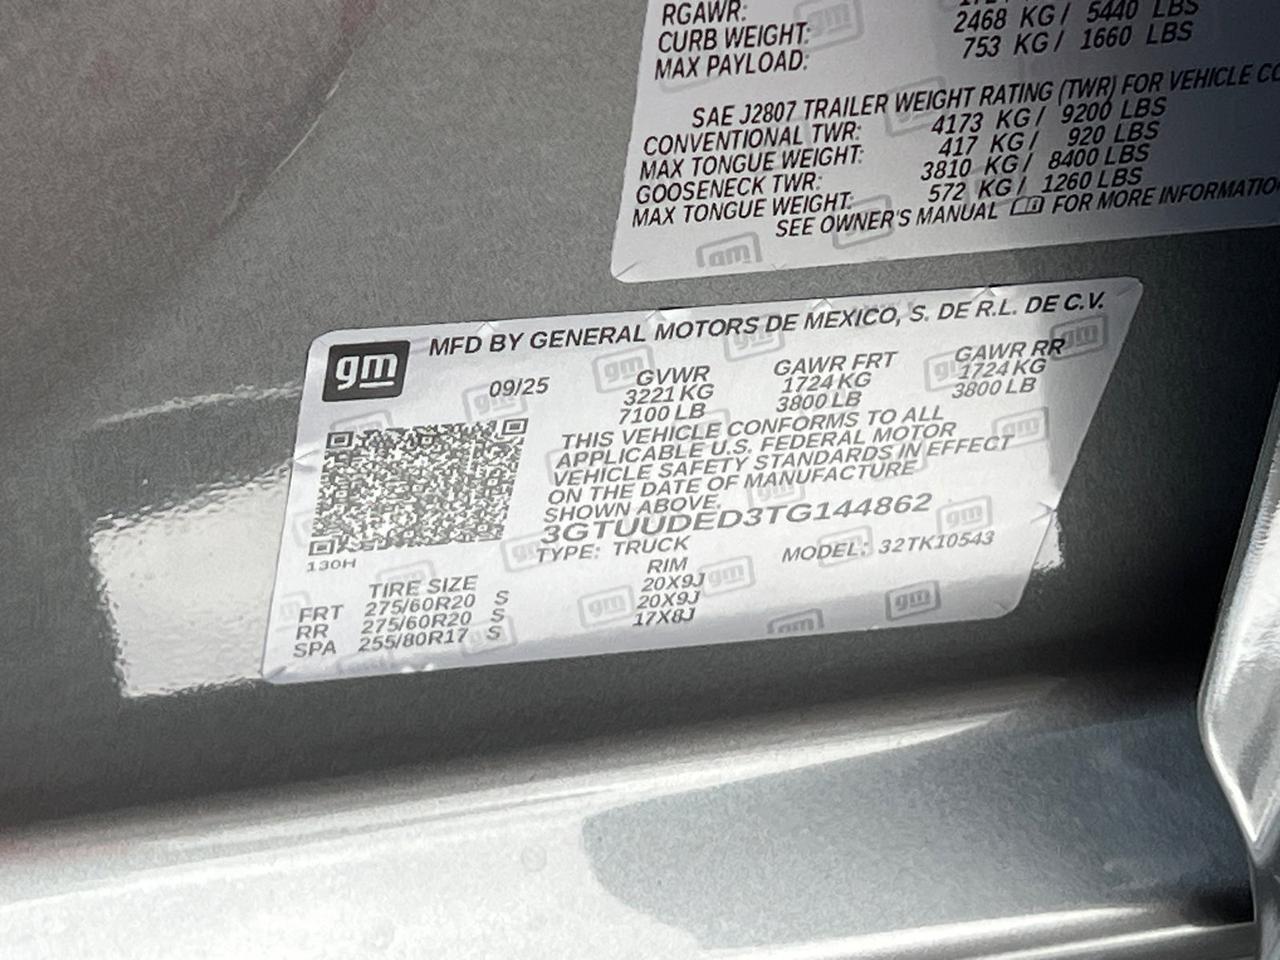 RGAWR:
CURB WEIGHT: 2468 KG / 5440 LBS
MAX PAYLOAD: 753 KG / 1660 LBS
SAE J2807 TRAILER WEIGHT RATING (TWR) FOR VEHICLE
CONVENTIONAL TWR: 4173 KG / 9200 LBS
MAX TONGUE WEIGHT: 417 KG / 920 LBS
GOOSENECK TWR: 3810 KG / 8400 LBS
MAX TONGUE WEIGHT: 572 KG / 1260 LBS
SEE OWNER'S MANUAL FOR MORE INFORMATIO
gm
MFD BY GENERAL MOTORS DE MEXICO, S. DE R.L. DE C.V.
09/25 GVWR GAWR FRT GAWR RR
3221 KG 1724 KG 1724 KG
7100 LB 3800 LB 3800 LB
THIS VEHICLE CONFORMS TO ALL
APPLICABLE U.S. FEDERAL MOTOR
VEHICLE SAFETY STANDARDS IN EFFECT
ON THE DATE OF MANUFACTURE
SHOWN ABOVE.
3GTUUDED3TG144862
130H
TYPE: TRUCK MODEL: 32TK10543
TIRE SIZE RIM
FRT 275/60R20 S 20X9J
RR 275/60R20 S 20X9J
SPA 255/80R17 S 17X8J